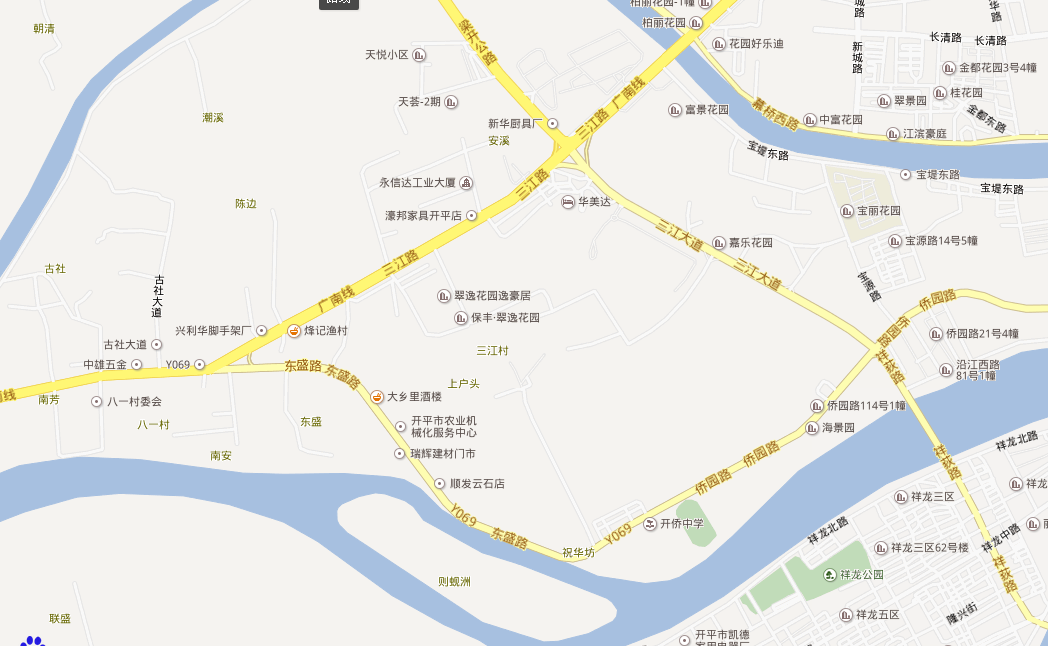 柏丽花园-1幢
柏丽花园
朝清
梁开公路
天悦小区
花园好乐迪
新城路
长清路
长清路
金都花园3号4幢
桂花园
翠景园
金都东路
天荟-2期
广南线
富景花园
幕桥西路
中富花园
江滨豪庭
潮溪
新华厨具厂
三江路
安溪
宝堤东路
宝堤东路
宝堤东路
永信达工业大厦
三江路
华美达
陈边
濠邦家具开平店
宝丽花园
三江大道
嘉乐花园
宝源路14号5幢
三江路
三江大道
古社
古社大道
宝源路
广南线
翠逸花园逸豪居
侨园路
保丰·翠逸花园
兴利华脚手架厂
烽记渔村
侨园路
侨园路21号4幢
古社大道
三江村
中雄五金
Y069
东盛路
东盛路
祥荻路
沿江西路
81号1幢
上户头
南芳
八一村委会
大乡里酒楼
侨园路114号1幢
八一村
东盛
开平市农业机
械化服务中心
海景园
祥龙北路
南安
瑞辉建材门市
侨园路
侨园路
祥荻路
顺发云石店
祥龙三区
Y069
东盛路
Y069
开侨中学
祥龙北路
祥龙中路
祝华坊
祥龙三区62号楼
则蚬洲
祥龙公园
祥荻路
联盛
祥龙五区
隆兴街
开平市凯德